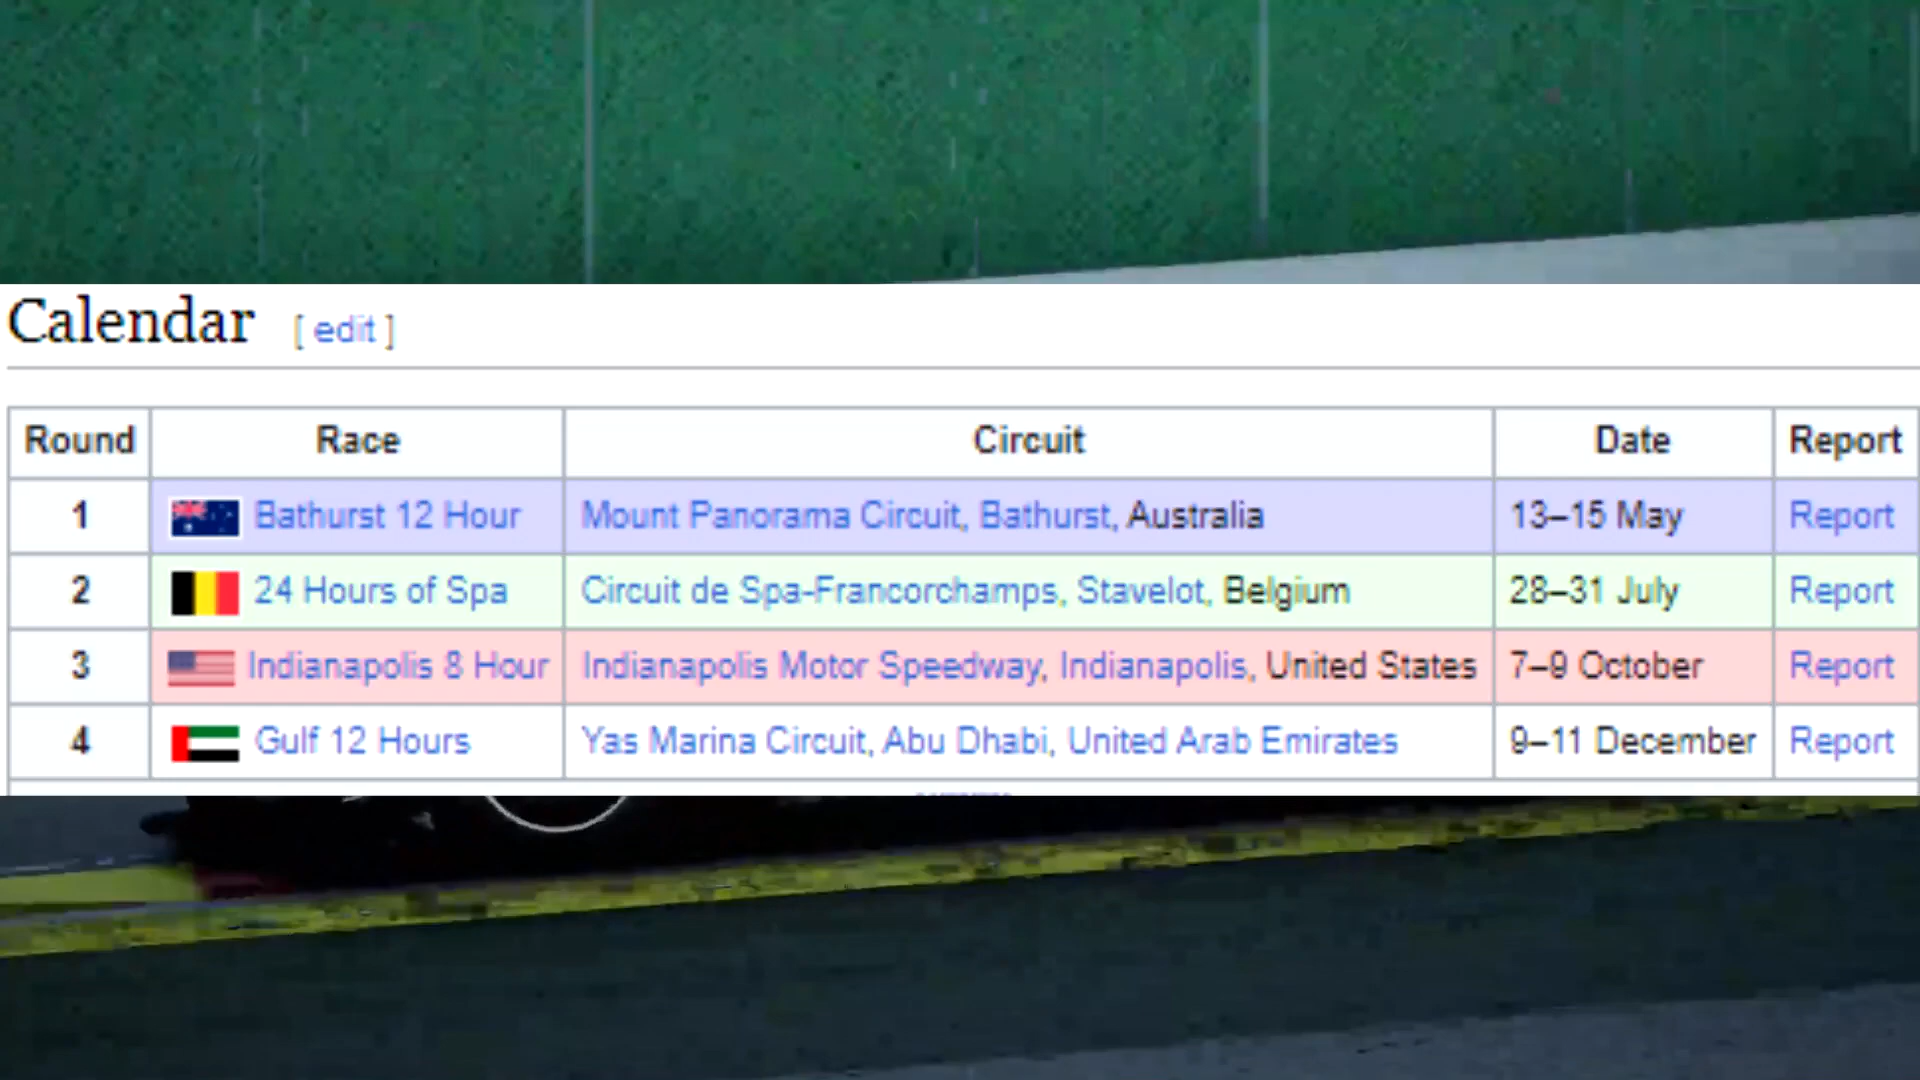 Calendar [ edit ]
Round Race Circuit Date Report
1 Bathurst 12 Hour Mount Panorama Circuit, Bathurst, Australia 13–15 May Report
2 24 Hours of Spa Circuit de Spa-Francorchamps, Stavelot, Belgium 28–31 July Report
3 Indianapolis 8 Hour Indianapolis Motor Speedway, Indianapolis, United States 7–9 October Report
4 Gulf 12 Hours Yas Marina Circuit, Abu Dhabi, United Arab Emirates 9–11 December Report